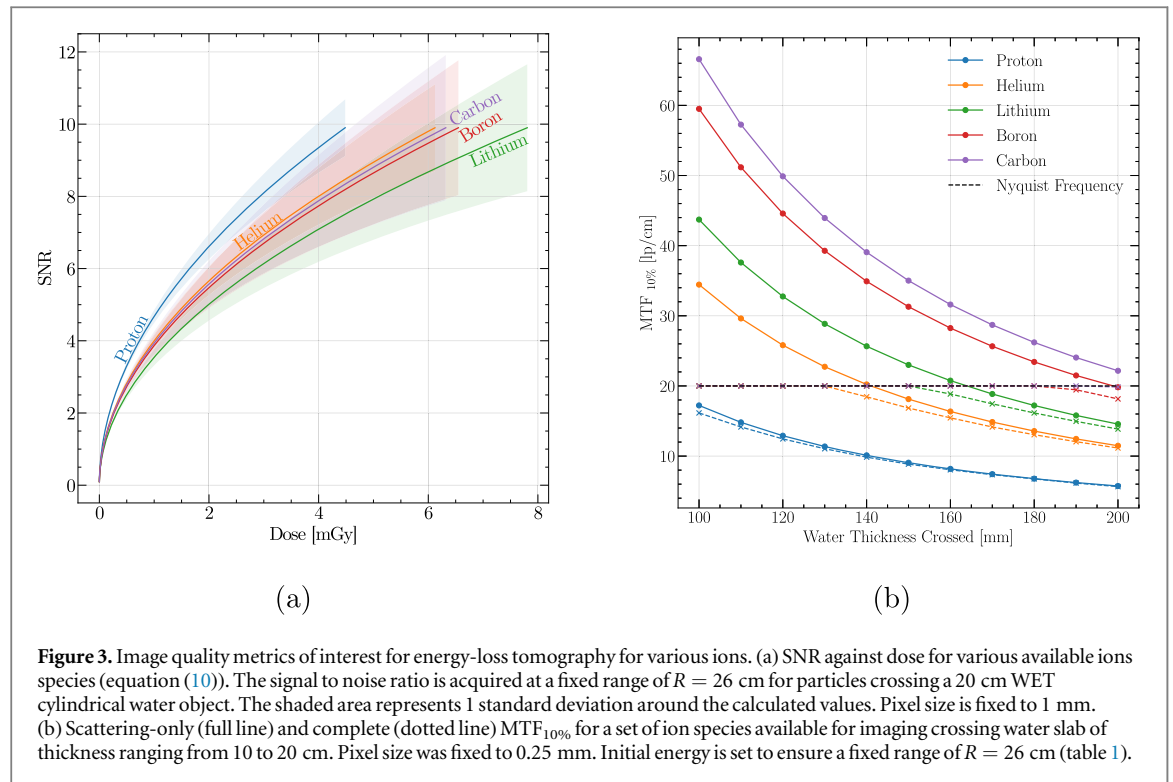 12
10
8
6
4
2
0
SNR
Proton
Helium
Carbon
Boron
Lithium
0
2
4
6
8
Dose [mGy]
(a)
60
50
40
30
20
10
MTF 10% [lp/cm]
Proton
Helium
Lithium
Boron
Carbon
Nyquist Frequency
100
120
140
160
180
200
Water Thickness Crossed [mm]
(b)
Figure 3. Image quality metrics of interest for energy-loss tomography for various ions. (a) SNR against dose for various available ions
species (equation (10)). The signal to noise ratio is acquired at a fixed range of R = 26 cm for particles crossing a 20 cm WET
cylindrical water object. The shaded area represents 1 standard deviation around the calculated values. Pixel size is fixed to 1 mm.
(b) Scattering-only (full line) and complete (dotted line) MTF10% for a set of ion species available for imaging crossing water slab of
thickness ranging from 10 to 20 cm. Pixel size was fixed to 0.25 mm. Initial energy is set to ensure a fixed range of R = 26 cm (table 1).